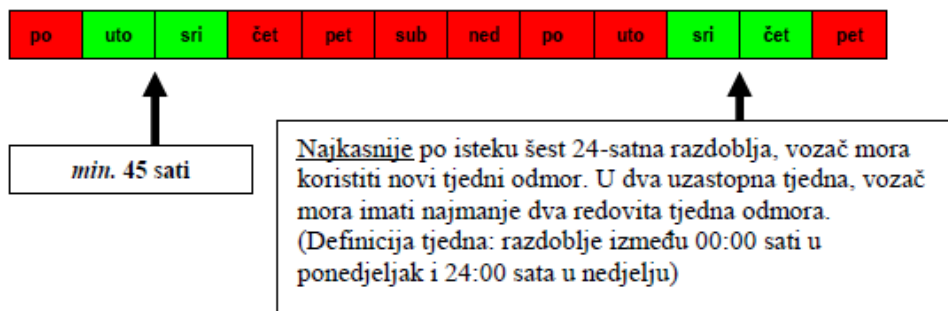 po uto sri čet pet sub ned po uto sri čet pet
min. 45 sati
Najkasnije po isteku šest 24-satna razdoblja, vozač mora
koristiti novi tjedni odmor. U dva uzastopna tjedna, vozač
mora imati najmanje dva redovita tjedna odmora.
(Definicija tjedna: razdoblje između 00:00 sati u
ponedjeljak i 24:00 sata u nedjelju)